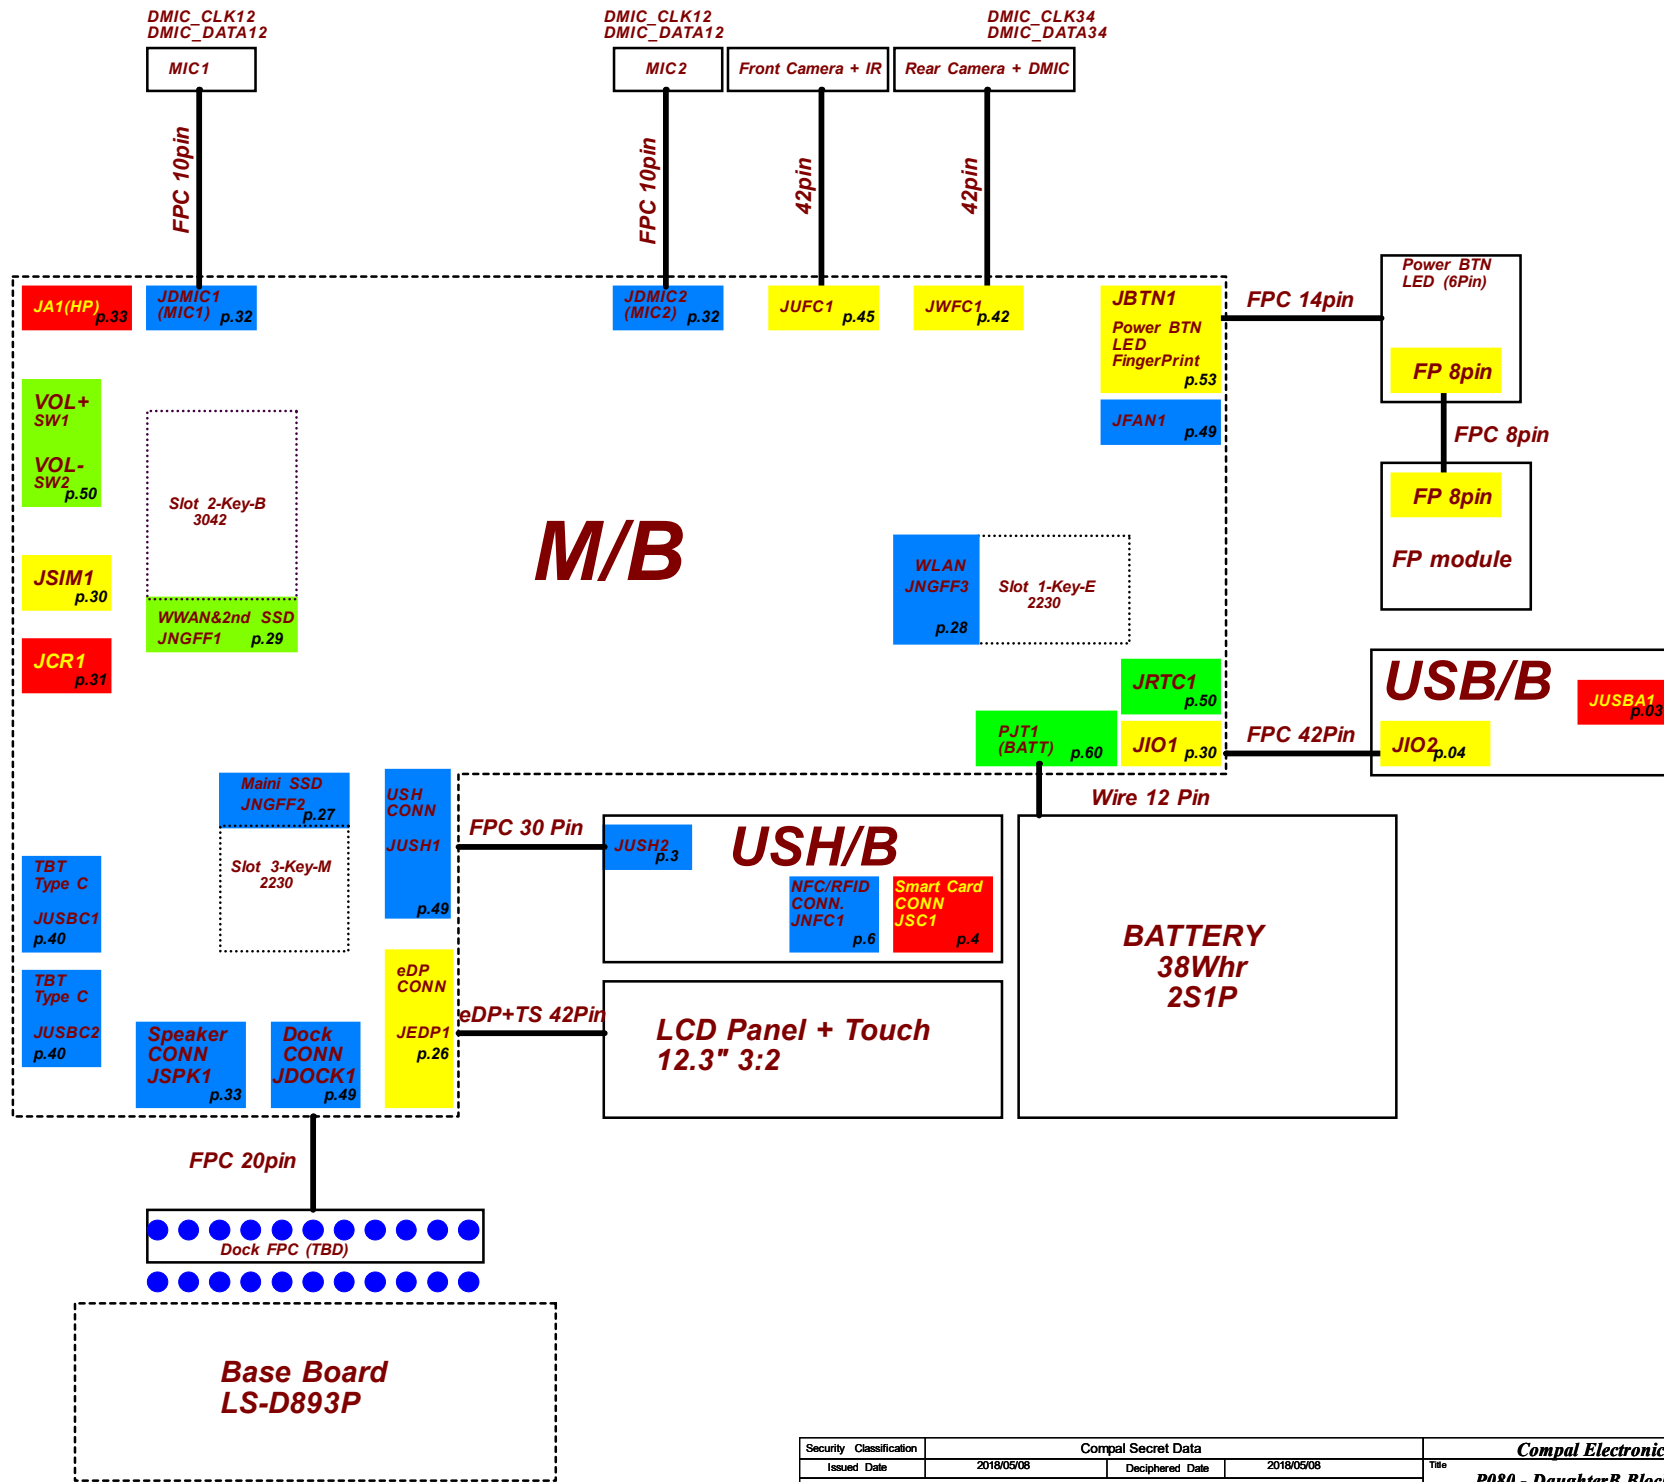 DMIC_CLK12
DMIC_DATA12
MIC1
FPC 10pin
DMIC_CLK12
DMIC_DATA12
MIC2
FPC 10pin
Front Camera + IR
42pin
DMIC_CLK34
DMIC_DATA34
Rear Camera + DMIC
42pin
JA1(HP)
p.33
JDMIC1
(MIC1)
p.32
JDMIC2
(MIC2)
p.32
JUFC1
p.45
JWFC1
p.42
JBTN1
Power BTN
LED
FingerPrint
p.53
FPC 14pin
Power BTN
LED (6Pin)
FP 8pin
FPC 8pin
FP 8pin
FP module
JFAN1
p.49
VOL+
SW1
VOL-
SW2
p.50
Slot 2-Key-B
3042
M/B
JSIM1
p.30
WWAN&2nd SSD
JNGFF1
p.29
WLAN
JNGFF3
p.28
Slot 1-Key-E
2230
JCR1
p.31
JRTC1
p.50
PJT1
(BATT)
p.60
JIO1
p.30
FPC 42Pin
USB/B
JUSBA1
p.03
JIO2
p.04
Wire 12 Pin
Maini SSD
JNGFF2
p.27
Slot 3-Key-M
2230
USH
CONN
JUSH1
p.49
FPC 30 Pin
JUSH2
p.3
USH/B
NFC/RFID
CONN.
JNFC1
p.6
Smart Card
CONN
JSC1
p.4
BATTERY
38Whr
2S1P
TBT
Type C
JUSBC1
p.40
TBT
Type C
JUSBC2
p.40
Speaker
CONN
JSPK1
p.33
Dock
CONN
JDOCK1
p.49
eDP
CONN
JEDP1
p.26
eDP+TS 42Pin
LCD Panel + Touch
12.3" 3:2
FPC 20pin
Dock FPC (TBD)
Base Board
LS-D893P
Security Classification
Compal Secret Data
Compal Electronic
Issued Date
2018/05/08
Deciphered Date
2018/05/08
Title
P080 - DaughterB Bloc